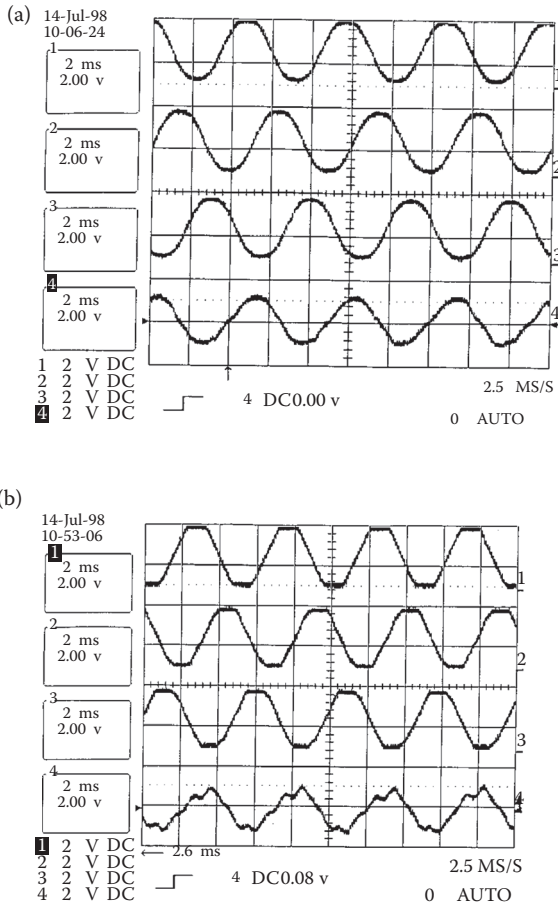 (a)
14-Jul-98
10-06-24
1
2 ms
2.00 v
2
2 ms
2.00 v
3
2 ms
2.00 v
4
2 ms
2.00 v
1
2
3
4
1 2 V DC
2 2 V DC
3 2 V DC
4 2 V DC
4 DC0.00 v
2.5 MS/S
0 AUTO
(b)
14-Jul-98
10-53-06
1
2 ms
2.00 v
2
2 ms
2.00 v
3
2 ms
2.00 v
4
2 ms
2.00 v
1
2
3
4
2.6 ms
1 2 V DC
2 2 V DC
3 2 V DC
4 2 V DC
4 DC0.08 v
2.5 MS/S
0 AUTO